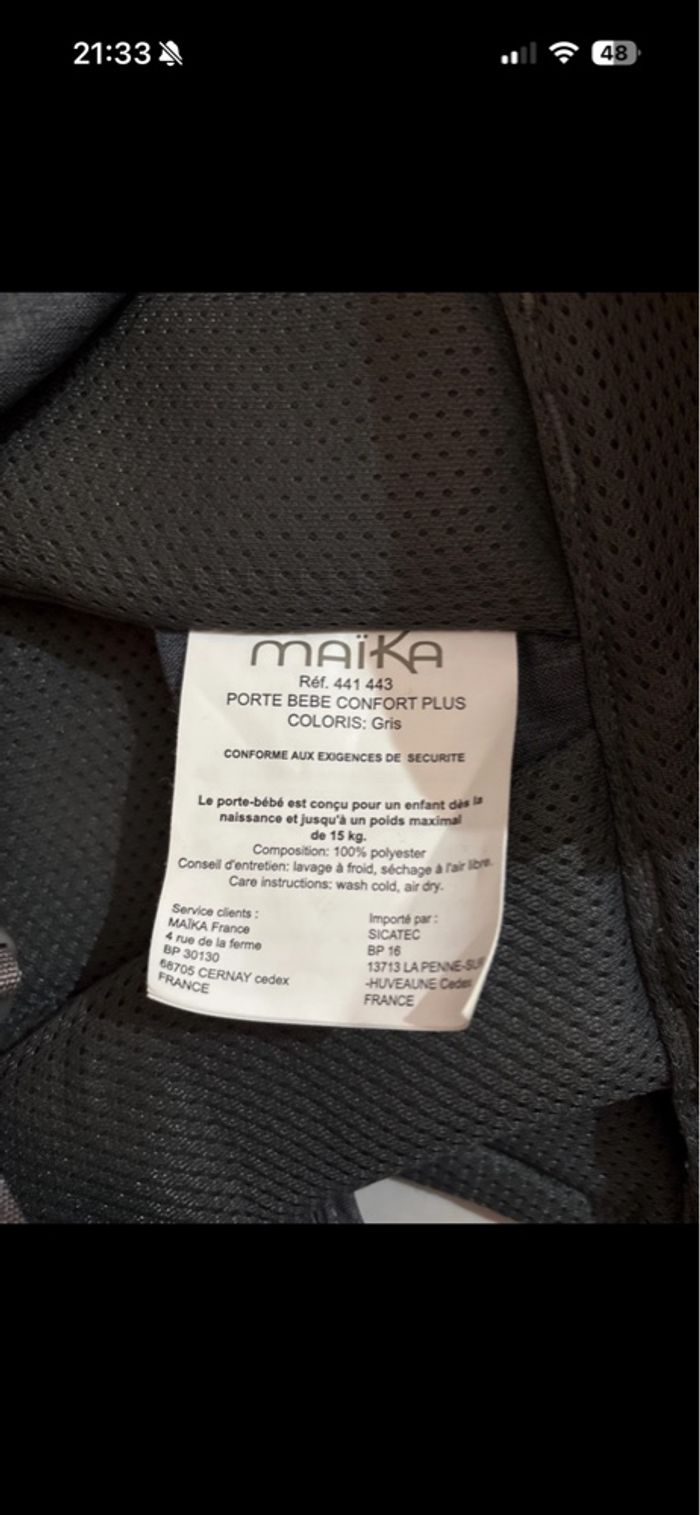 21:33
48
maïKa
Réf. 441 443
PORTE BEBE CONFORT PLUS
COLORIS: Gris
CONFORME AUX EXIGENCES DE SECURITE
Le porte-bébé est conçu pour un enfant dès la
naissance et jusqu'à un poids maximal
de 15 kg.
Composition: 100% polyester
Conseil d'entretien: lavage à froid, séchage à l'air libre.
Care instructions: wash cold, air dry.
Service clients :
MAÏKA France
4 rue de la ferme
BP 30130
68705 CERNAY cedex
FRANCE
Importé par :
SICATEC
BP 16
13713 LA PENNE-SUR
-HUVEAUNE Cedex
FRANCE